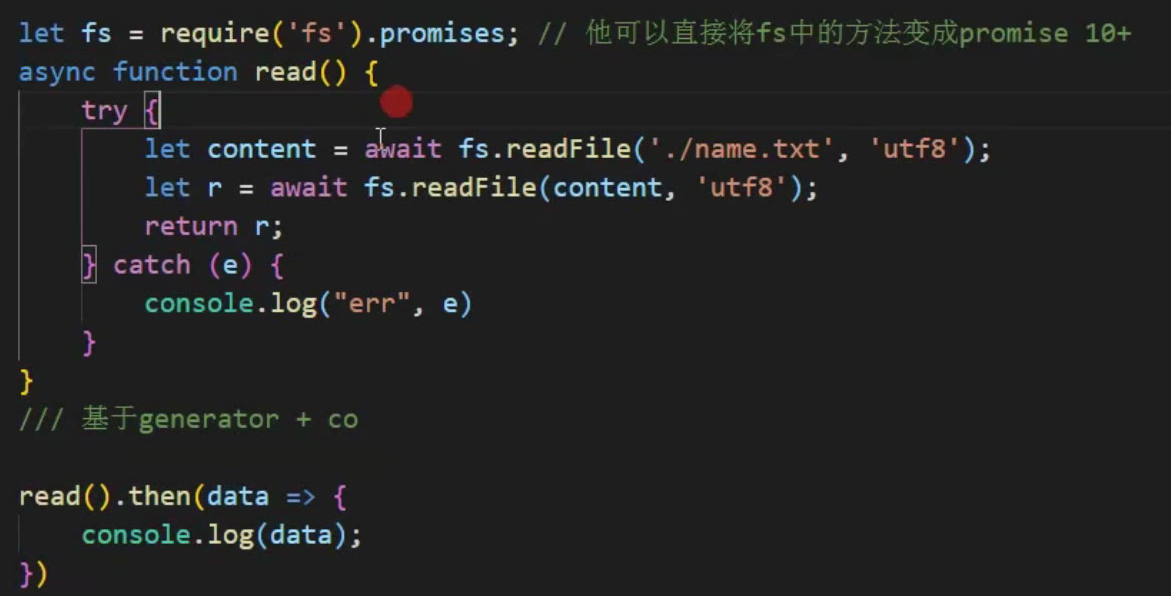 let fs = require('fs').promises; // 他可以直接将fs中的方法变成promise 10+
async function read() {
    try {
        let content = await fs.readFile('./name.txt', 'utf8');
        let r = await fs.readFile(content, 'utf8');
        return r;
    } catch (e) {
        console.log("err", e)
    }
}
/// 基于generator + co
read().then(data => {
    console.log(data);
})